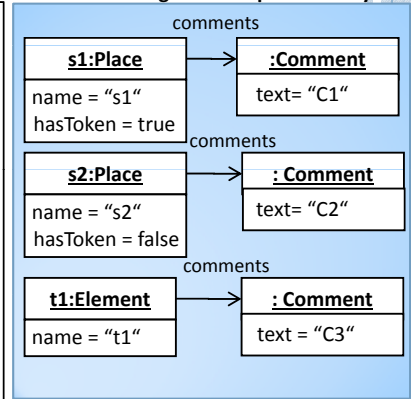 comments
s1:Place
:Comment
name = “s1“
hasToken = true
text= “C1“
comments
s2:Place
: Comment
name = “s2“
hasToken = false
text= “C2“
comments
t1:Element
: Comment
name = “t1“
text = “C3“